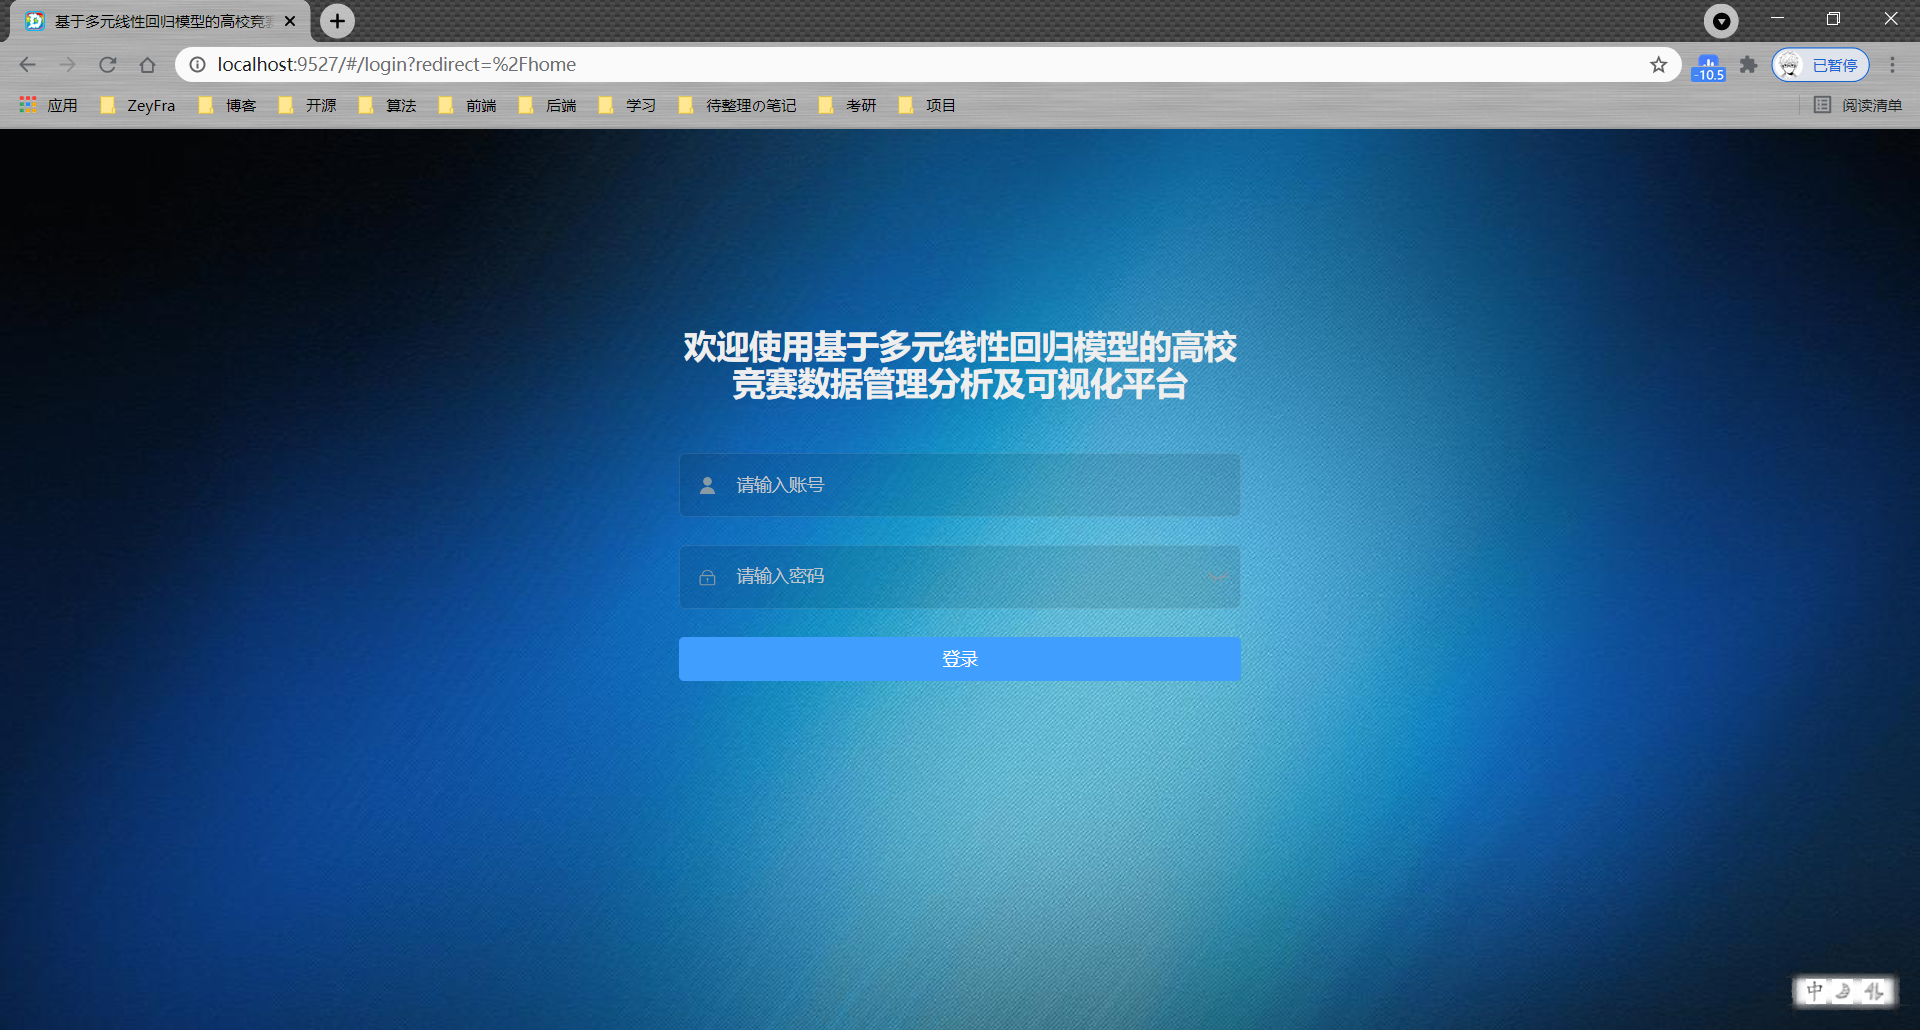 基于多元线性回归模型的高校竞赛
localhost:9527/#/login?redirect=%2Fhome
-10.5
已暂停
应用
ZeyFra
博客
开源
算法
前端
后端
学习
待整理の笔记
考研
项目
阅读清单
欢迎使用基于多元线性回归模型的高校
竞赛数据管理分析及可视化平台
请输入账号
请输入密码
登录
中